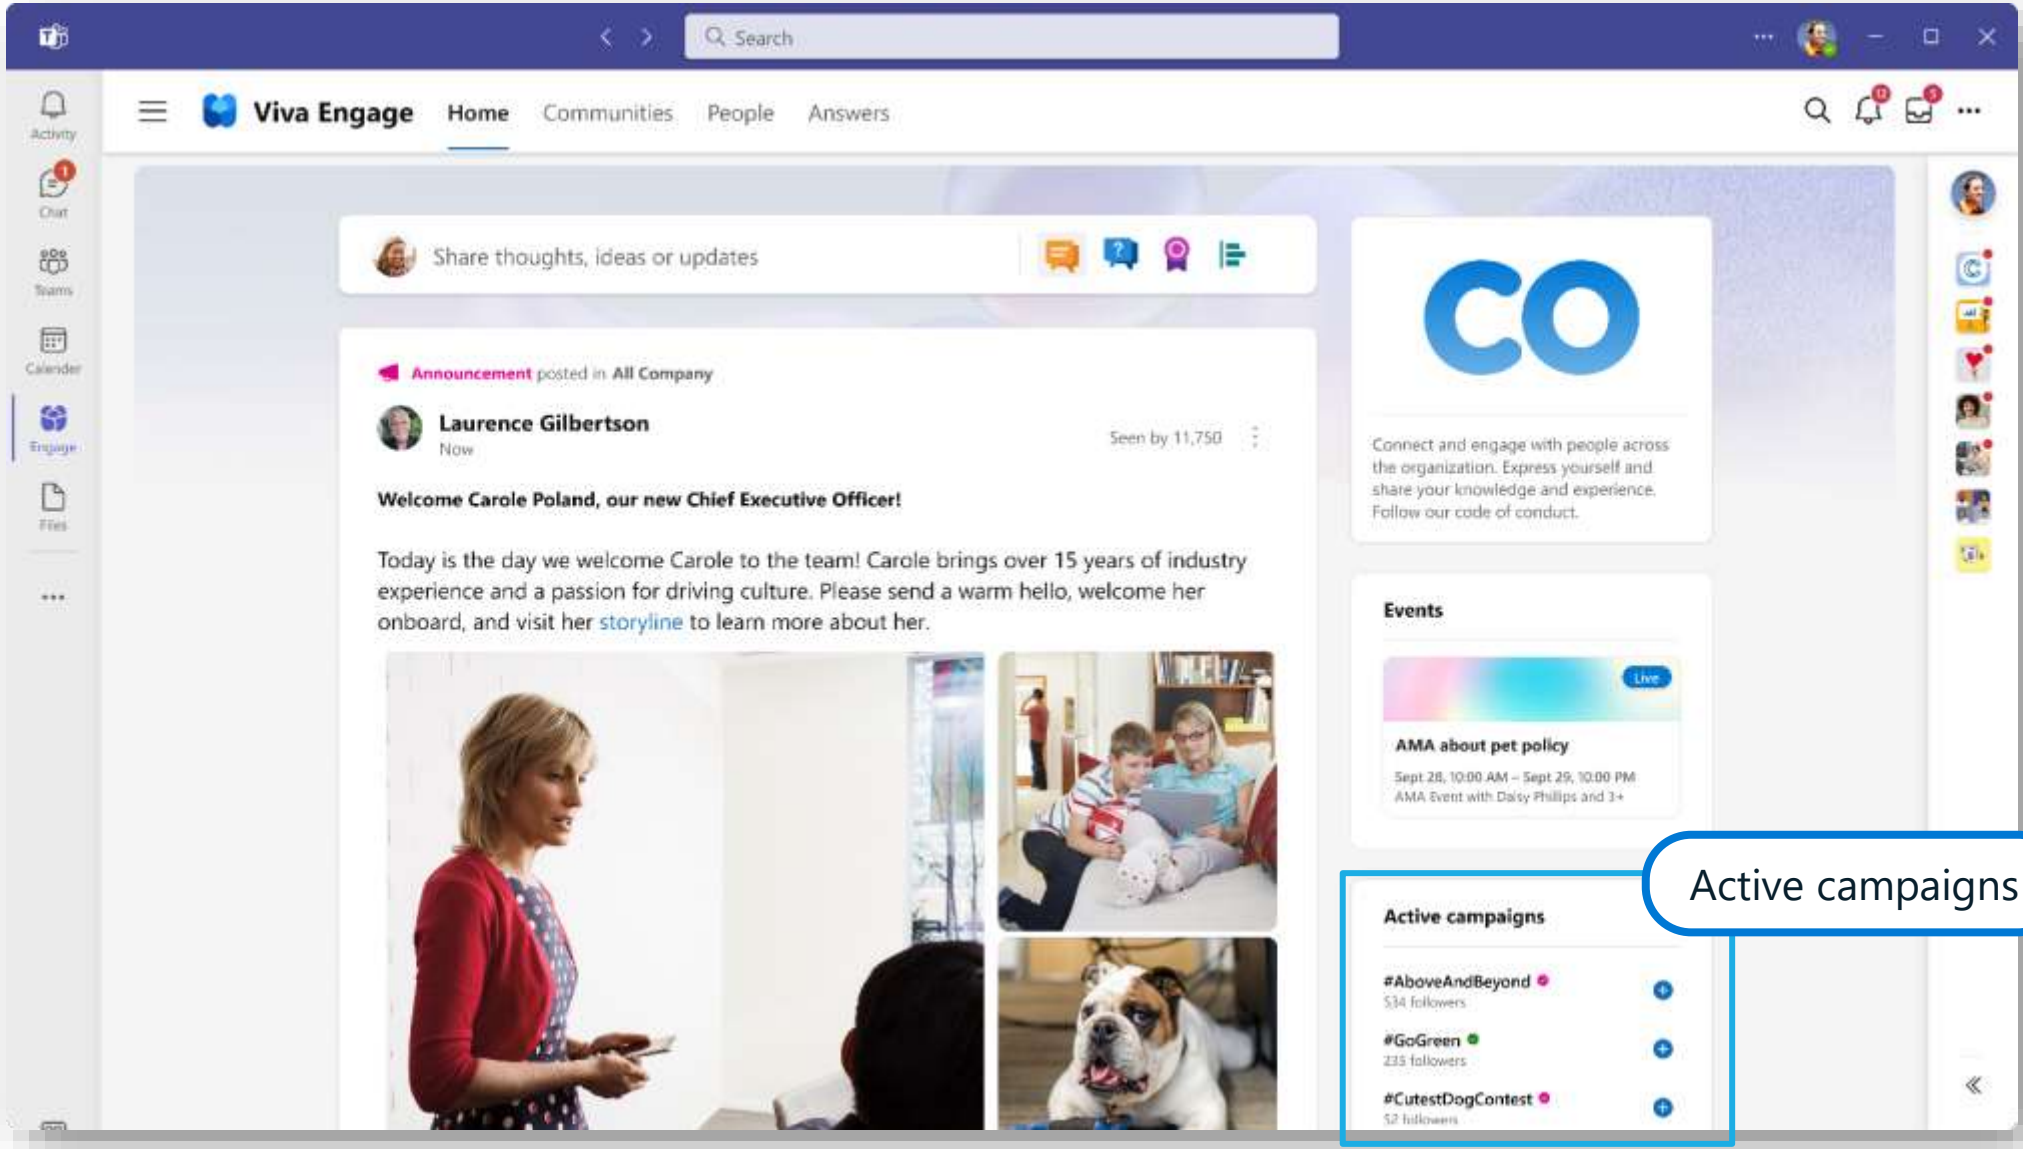 Search
Activity
1
Chat
Teams
Calender
Engage
Files
Viva Engage
Home
Communities
People
Answers
12
5
Share thoughts, ideas or updates
?
Announcement posted in All Company
Laurence Gilbertson
Now
Seen by 11,750
Welcome Carole Poland, our new Chief Executive Officer!
Today is the day we welcome Carole to the team! Carole brings over 15 years of industry
experience and a passion for driving culture. Please send a warm hello, welcome her
onboard, and visit her storyline to learn more about her.
CO
Connect and engage with people across
the organization. Express yourself and
share your knowledge and experience.
Follow our code of conduct.
Events
Live
AMA about pet policy
Sept 28, 10:00 AM – Sept 29, 10:00 PM
AMA Event with Daisy Phillips and 3+
Active campaigns
Active campaigns
#AboveAndBeyond
534 followers
#GoGreen
235 followers
#CutestDogContest
52 followers